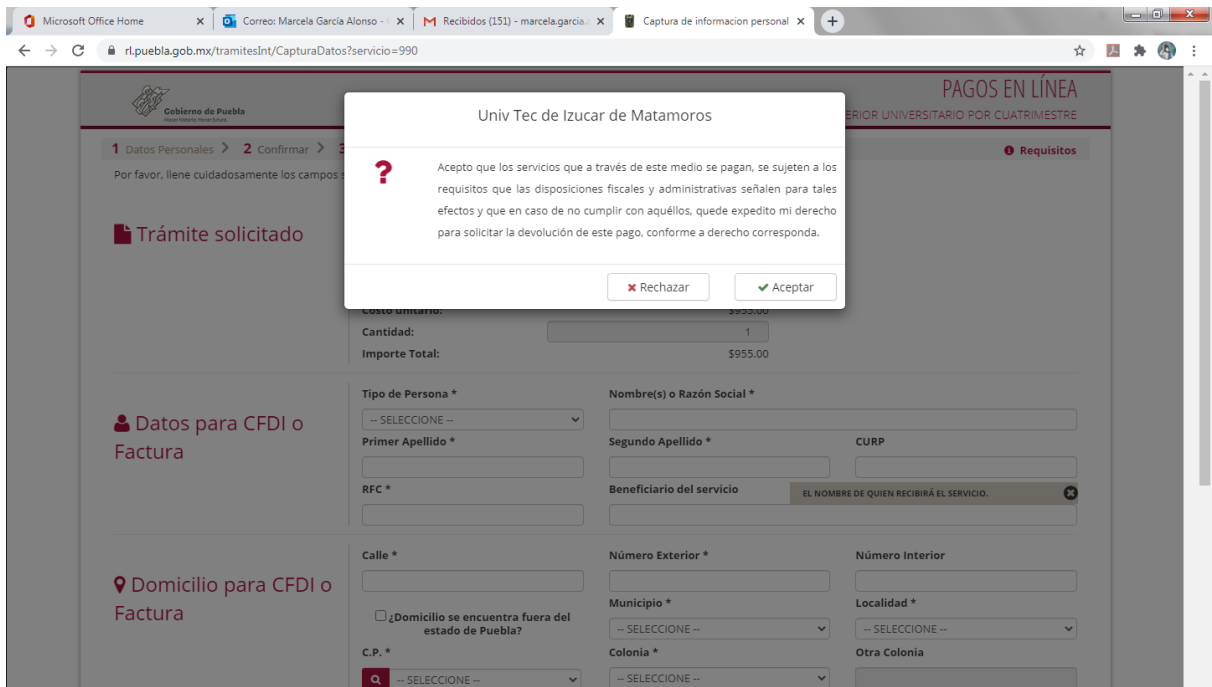 Microsoft Office Home
Correo: Marcela García Alonso -
Recibidos (151) - marcela.garcia.
Captura de informacion personal
rl.puebla.gob.mx/tramitesInt/CapturaDatos?servicio=990
Gobierno de Puebla
PAGOS EN LÍNEA
ERIOR UNIVERSITARIO POR CUATRIMESTRE
1 Datos Personales > 2 Confirmar > 3
Requisitos
Por favor, llene cuidadosamente los campos s
Univ Tec de Izucar de Matamoros
Acepto que los servicios que a través de este medio se pagan, se sujeten a los
requisitos que las disposiciones fiscales y administrativas señalen para tales
efectos y que en caso de no cumplir con aquéllos, quede expedito mi derecho
para solicitar la devolución de este pago, conforme a derecho corresponda.
Rechazar
Aceptar
Trámite solicitado
Costo unitario: $955.00
Cantidad: 1
Importe Total: $955.00
Datos para CFDI o
Factura
Tipo de Persona * Nombre(s) o Razón Social *
-- SELECCIONE --
Primer Apellido * Segundo Apellido * CURP
RFC * Beneficiario del servicio EL NOMBRE DE QUIEN RECIBIRÁ EL SERVICIO.
Domicilio para CFDI o
Factura
Calle * Número Exterior * Número Interior
¿Domicilio se encuentra fuera del
estado de Puebla?
Municipio * Localidad *
-- SELECCIONE -- -- SELECCIONE --
C.P. * Colonia * Otra Colonia
-- SELECCIONE -- -- SELECCIONE --